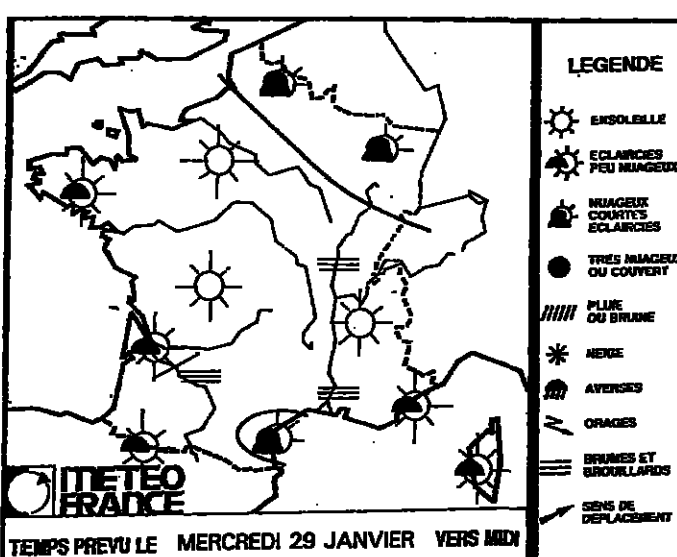 LEGENDE
ENSOLEILLE
ECLAIRCIES
PEU NUAGEUX
NUAGEUX
COURTES
ECLAIRCIES
TRES NUAGEUX
OU COUVERT
PLUIE
OU BRUINE
NEIGE
AVERSES
ORAGES
BRUMES ET
BROUILLARDS
SENS DE
DEPLACEMENT
METEO
FRANCE
TEMPS PREVU LE MERCREDI 29 JANVIER VERS MIDI